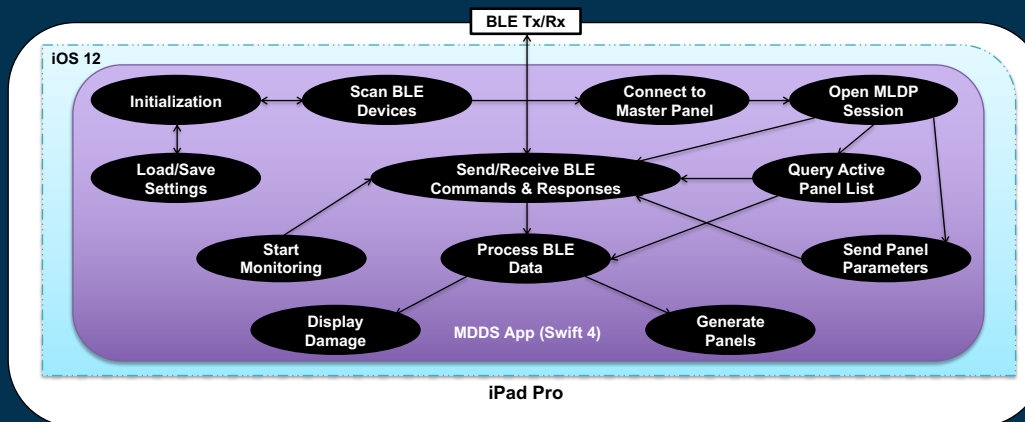 BLE Tx/Rx
iOS 12
Initialization
Scan BLE
Devices
Connect to
Master Panel
Open MLDP
Session
Load/Save
Settings
Send/Receive BLE
Commands & Responses
Query Active
Panel List
Start
Monitoring
Process BLE
Data
Send Panel
Parameters
Display
Damage
MDDS App (Swift 4)
Generate
Panels
iPad Pro